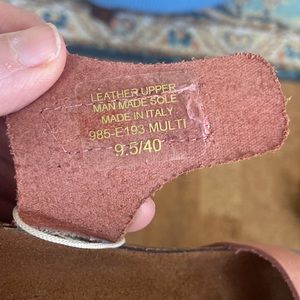 LEATHER UPPER
MAN MADE SOLE
MADE IN ITALY
985-E193 MULTI
9.5/40